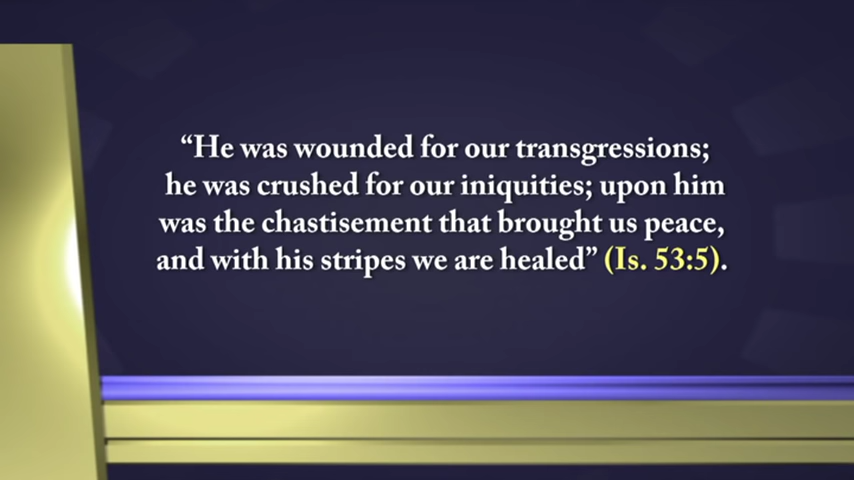 “He was wounded for our transgressions;
he was crushed for our iniquities; upon him
was the chastisement that brought us peace,
and with his stripes we are healed” (Is. 53:5).